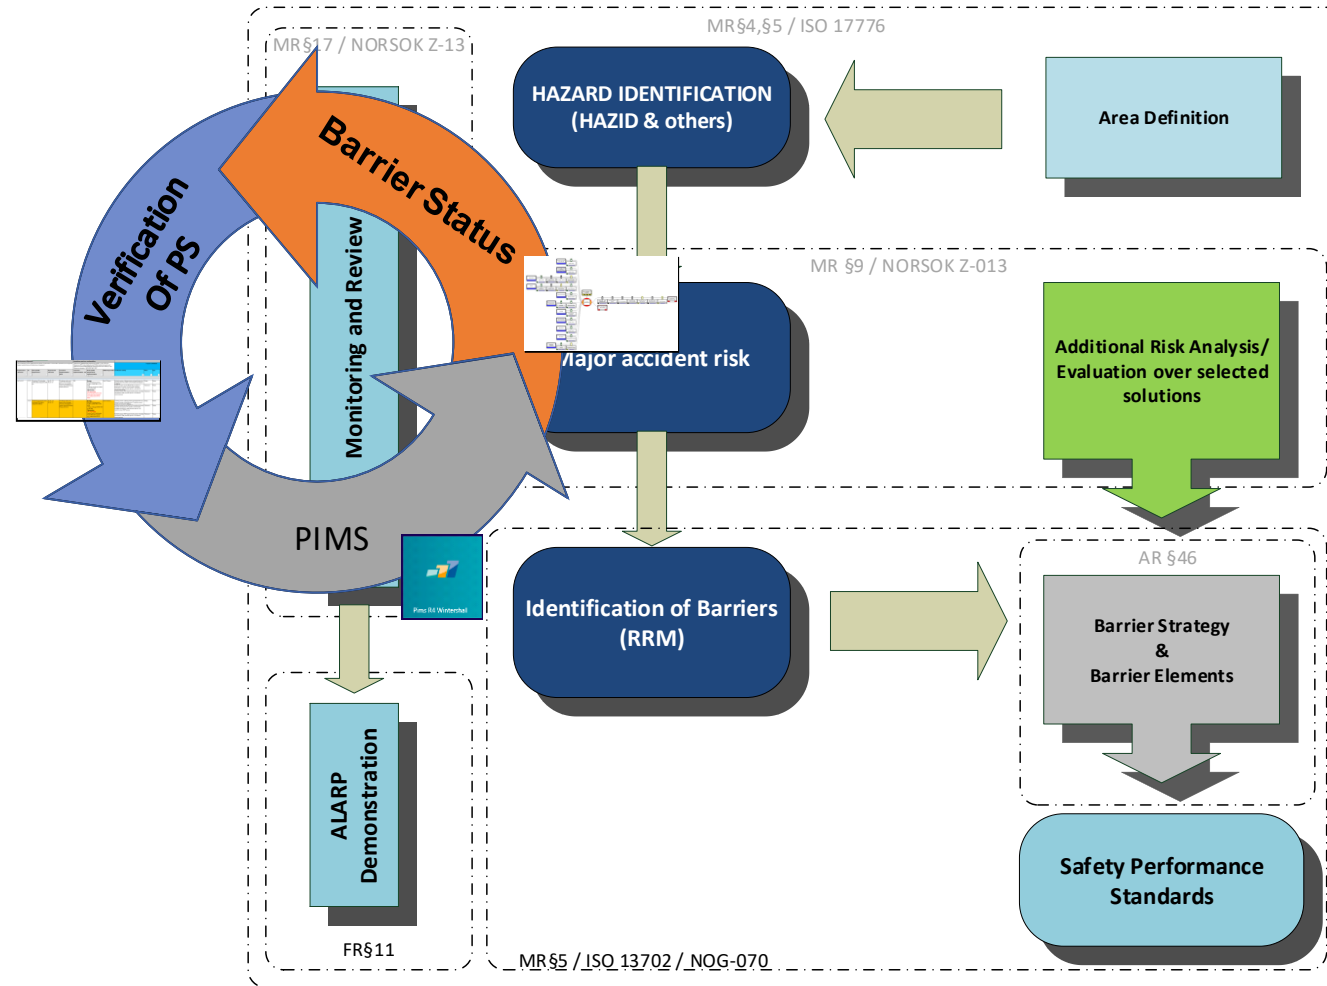 MR§4,§5 / ISO 17776
MR§17 / NORSOK Z-13
HAZARD IDENTIFICATION
(HAZID & others)
Area Definition
Barrier Status
Verification
Of PS
Monitoring and Review
MR §9 / NORSOK Z-013
Major accident risk
Additional Risk Analysis/
Evaluation over selected
solutions
PIMS
Pims R4 Wintershall
AR §46
Identification of Barriers
(RRM)
Barrier Strategy
&
Barrier Elements
ALARP
Demonstration
Safety Performance
Standards
FR§11
MR§5 / ISO 13702 / NOG-070